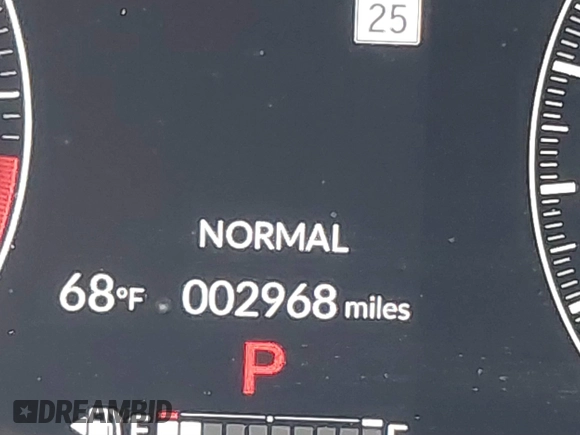 25
NORMAL
68°F 002968 miles
P
DREAMBID
E F